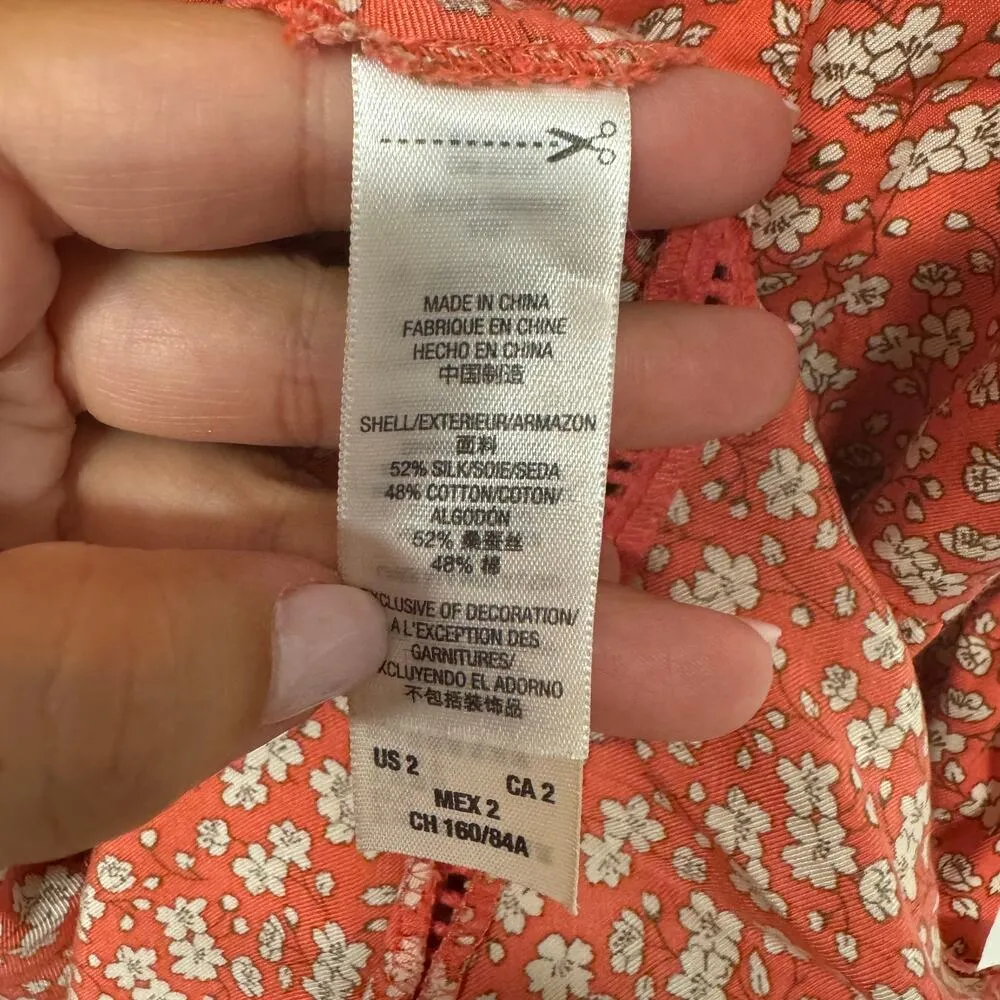 MADE IN CHINA
FABRIQUE EN CHINE
HECHO EN CHINA
中国制造
SHELL/EXTERIEUR/ARMAZON
面料
52% SILK/SOIE/SEDA
48% COTTON/COTON/
ALGODÓN
52% 桑蚕丝
48% 棉
XCLUSIVE OF DECORATION/
A L'EXCEPTION DES
GARNITURES/
XCLUYENDO EL ADORNO
不包括装饰品
US 2
CA 2
MEX 2
CH 160/84A